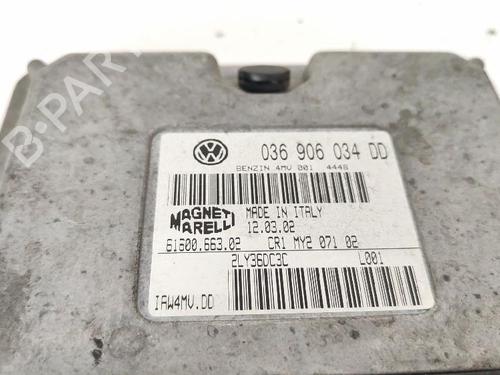 036 906 034 DD
BENZIN 4MV 001 4448
MAGNETI
MARELLI
MADE IN ITALY
12.03.02
61600.663.02 CR1 MY2 071 02
2LY36DC3C L001
IAW4MV.DD
B-PARTS